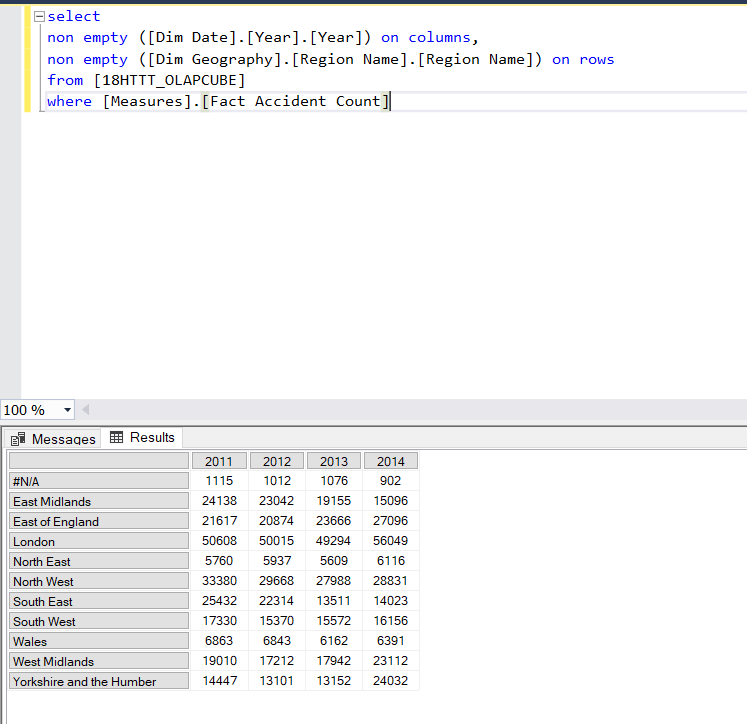 select
non empty ([Dim Date].[Year].[Year]) on columns,
non empty ([Dim Geography].[Region Name].[Region Name]) on rows
from [18HTTT_OLAPCUBE]
where [Measures].[Fact Accident Count]
100 %
Messages Results
2011 2012 2013 2014
#N/A 1115 1012 1076 902
East Midlands 24138 23042 19155 15096
East of England 21617 20874 23666 27096
London 50608 50015 49294 56049
North East 5760 5937 5609 6116
North West 33380 29668 27988 28831
South East 25432 22314 13511 14023
South West 17330 15370 15572 16156
Wales 6863 6843 6162 6391
West Midlands 19010 17212 17942 23112
Yorkshire and the Humber 14447 13101 13152 24032